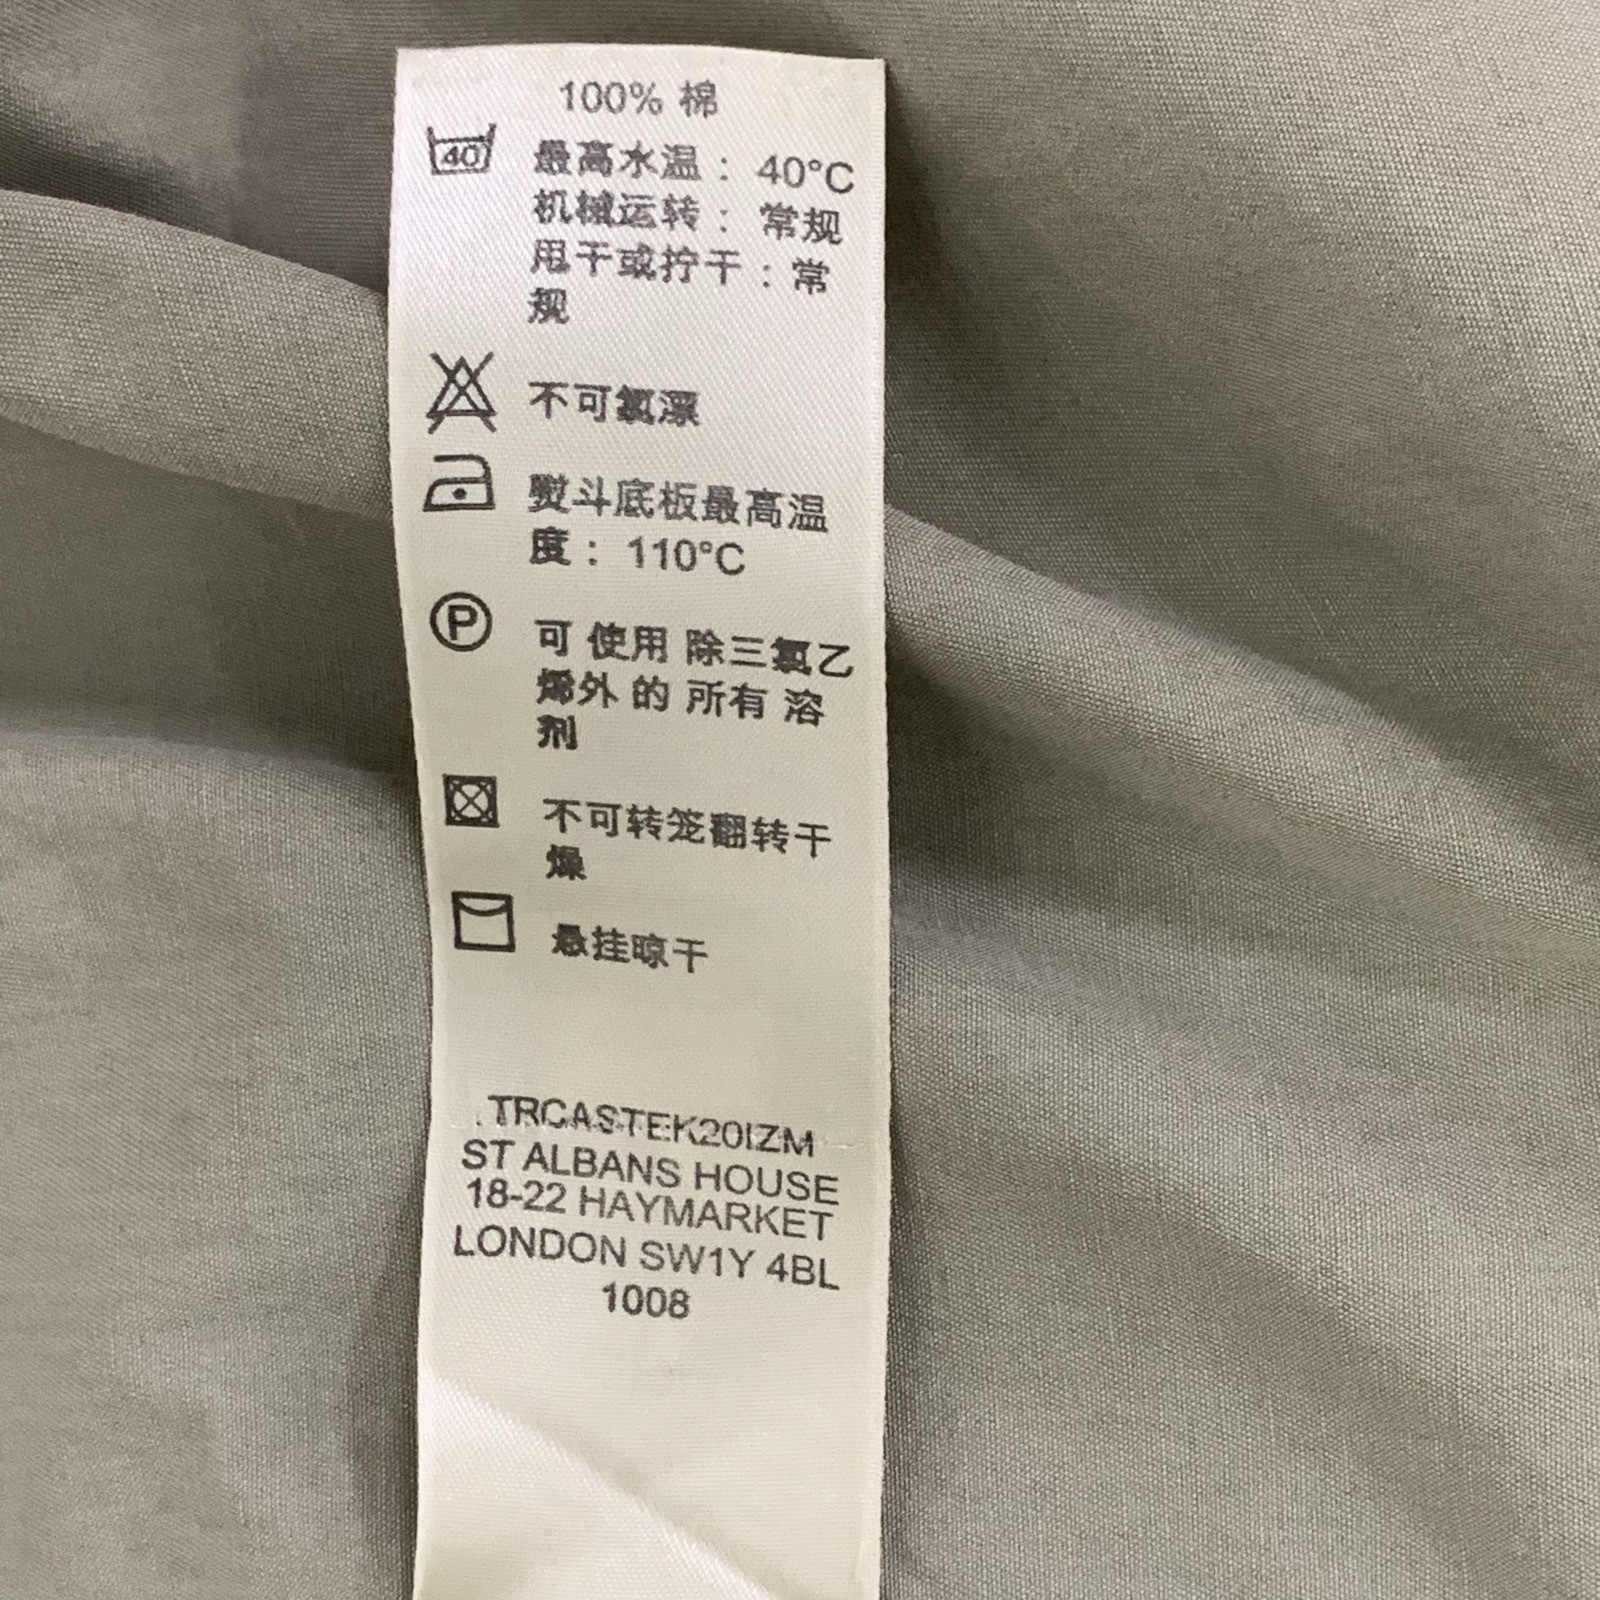 100% 棉
40
最高水温： 40°C
机械运转： 常规
甩干或拧干：常
规
不可氯漂
熨斗底板最高温
度： 110°C
P
可 使用 除三氯乙
烯外 的 所有 溶
剂
不可转笼翻转干
燥
悬挂晾干
TRCASTEK20IZM
ST ALBANS HOUSE
18-22 HAYMARKET
LONDON SW1Y 4BL
1008